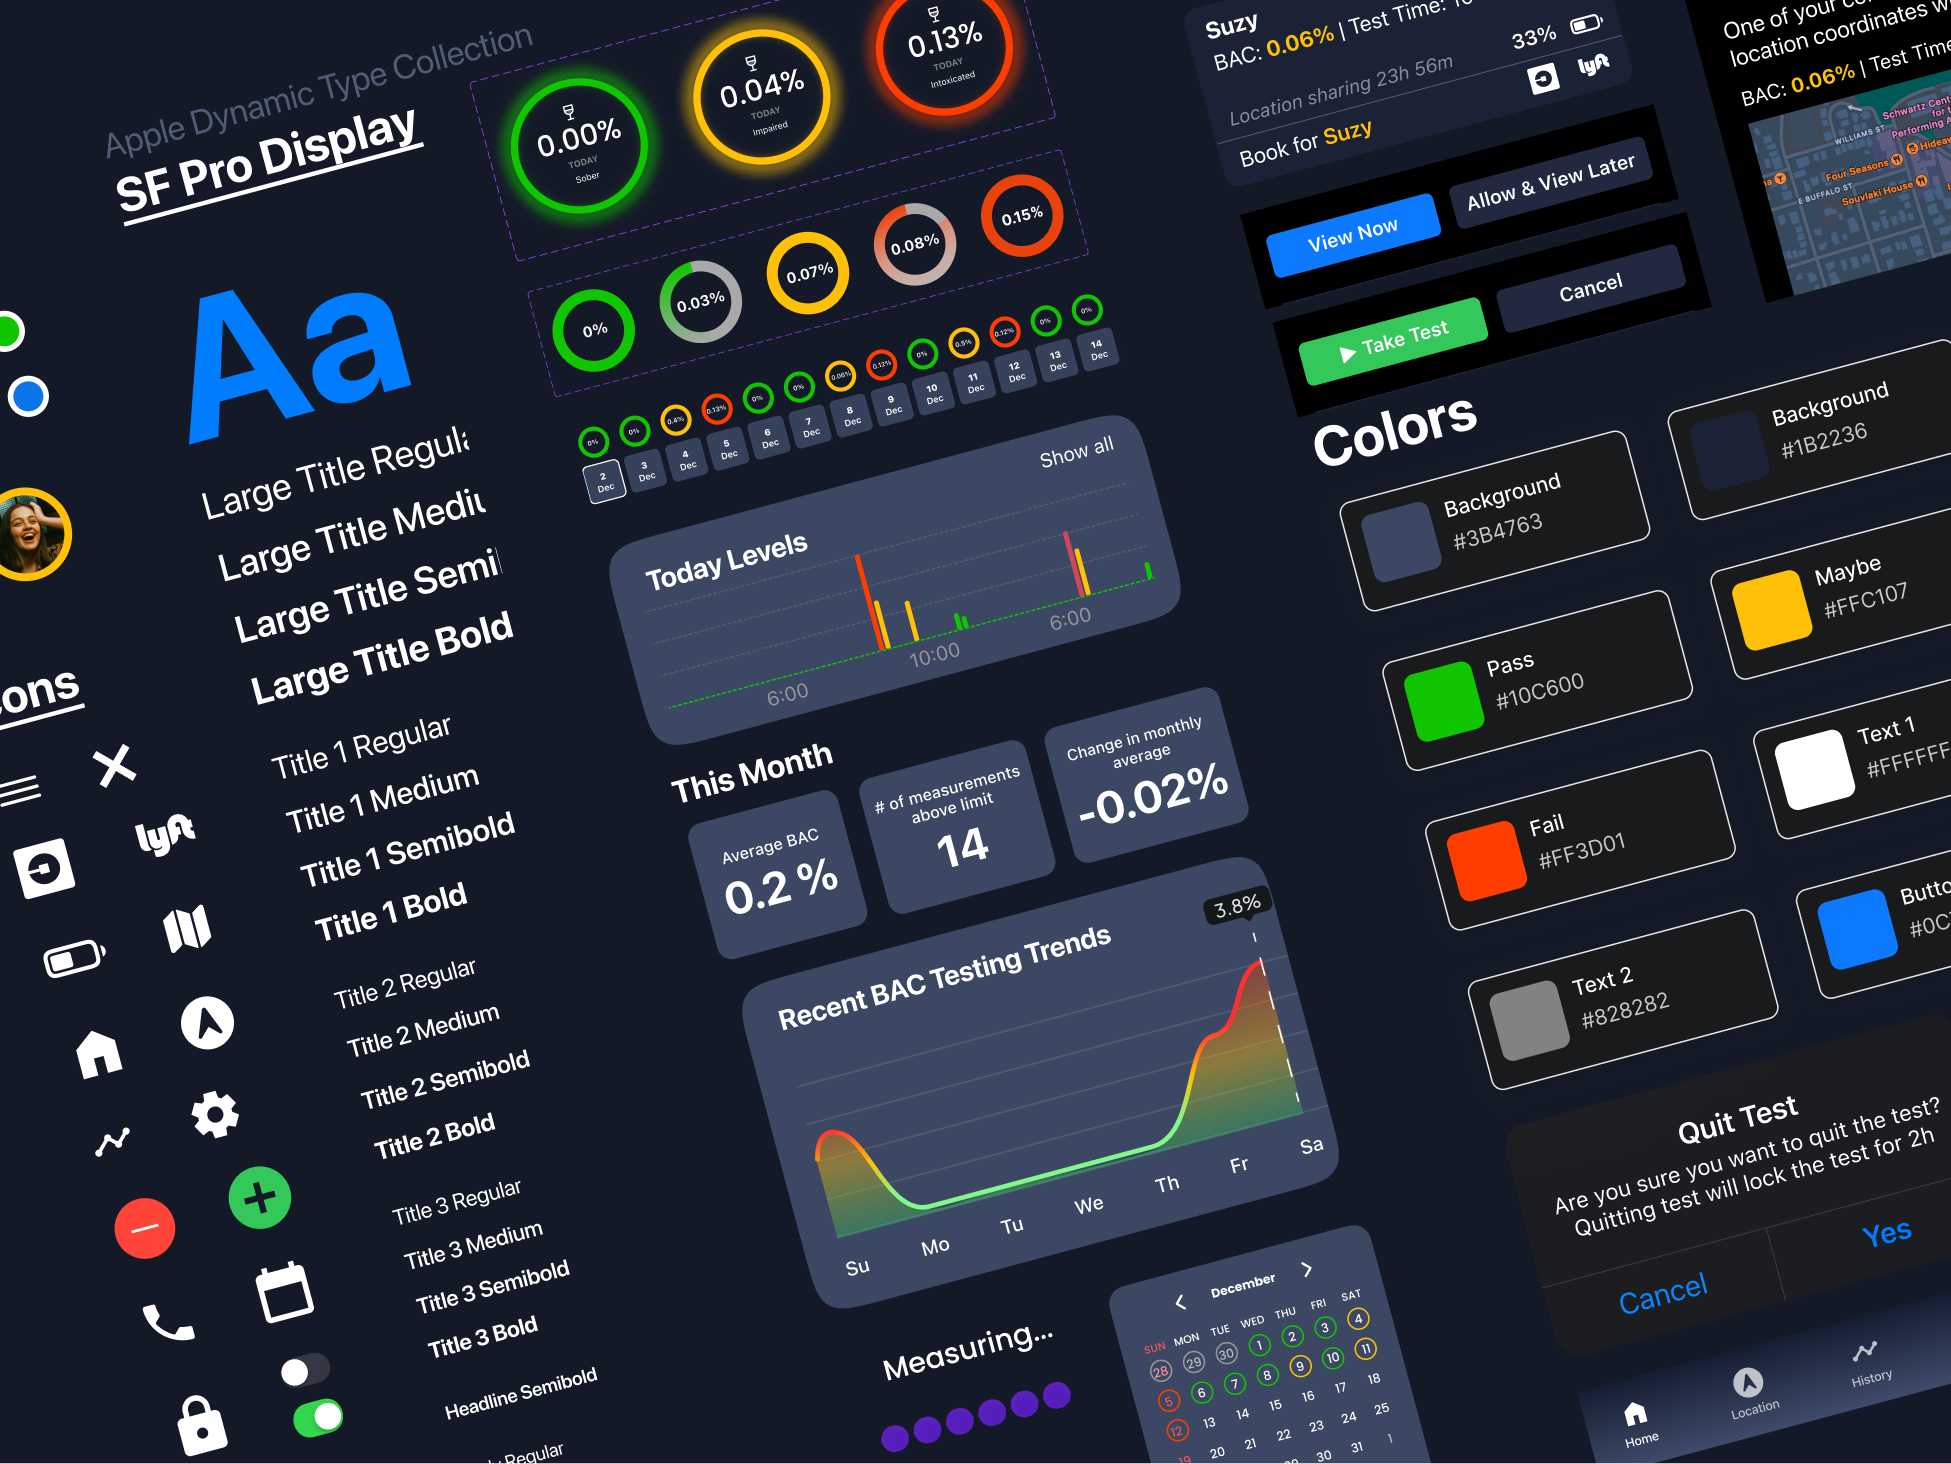 Apple Dynamic Type Collection
SF Pro Display
Aa
Large Title Regula
Large Title Mediu
Large Title Semi
Large Title Bold
Title 1 Regular
Title 1 Medium
Title 1 Semibold
Title 1 Bold
Title 2 Regular
Title 2 Medium
Title 2 Semibold
Title 2 Bold
Title 3 Regular
Title 3 Medium
Title 3 Semibold
Title 3 Bold
Headline Semibold
Regular
cons
lyft
0.00%
TODAY
Sober
0.04%
TODAY
Impaired
0.13%
TODAY
Intoxicated
0%
0.03%
0.07%
0.08%
0.15%
0%
0%
0.4%
0.13%
0%
0%
0.06%
0.12%
0%
0.5%
0.12%
0%
0%
2 Dec
3 Dec
4 Dec
5 Dec
6 Dec
7 Dec
8 Dec
9 Dec
10 Dec
11 Dec
12 Dec
13 Dec
14 Dec
Show all
Today Levels
6:00
10:00
6:00
This Month
Average BAC
0.2 %
# of measurements
above limit
14
Change in monthly
average
-0.02%
Recent BAC Testing Trends
3.8%
Su
Mo
Tu
We
Th
Fr
Sa
Measuring...
December
SUN MON TUE WED THU FRI SAT
28 29 30 1 2 3 4
5 6 7 8 9 10 11
12 13 14 15 16 17 18
19 20 21 22 23 24 25
29 30 31 1
Suzy
BAC: 0.06% | Test Time:
33%
Location sharing 23h 56m
lyft
Book for Suzy
View Now
Allow & View Later
Take Test
Cancel
One of your
location coordinates
BAC: 0.06% | Test Time
Schwartz Cent
for t
Performing A
WILLIAMS ST
Hideaw
Four Seasons
E BUFFALO ST
Souvlaki House
Colors
Background
#3B4763
Background
#1B2236
Pass
#10C600
Maybe
#FFC107
Fail
#FF3D01
Text 1
#FFFFFF
Text 2
#828282
Butto
#0C
Quit Test
Are you sure you want to quit the test?
Quitting test will lock the test for 2h
Cancel
Yes
Home
Location
History